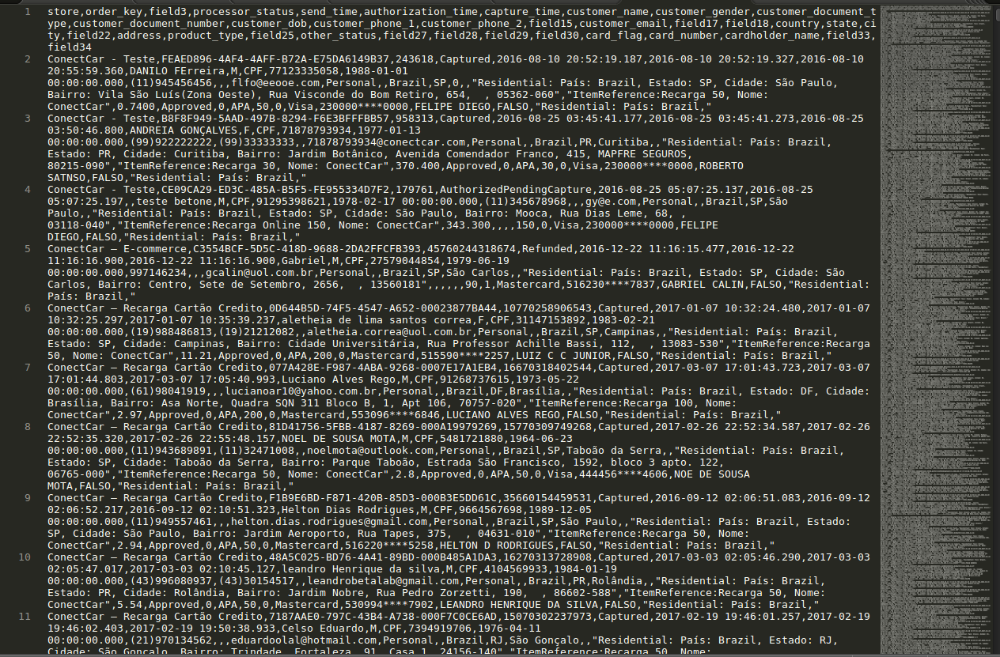 1 store,order_key,field3,processor_status,send_time,authorization_time,capture_time,customer_name,customer_gender,customer_document_t
ype,customer_document_number,customer_dob,customer_phone_1,customer_phone_2,field15,customer_email,field17,field18,country,state,ci
ty,field22,address,product_type,field25,other_status,field27,field28,field29,field30,card_flag,card_number,cardholder_name,field33,
field34
2 ConectCar - Teste,FEAED896-4AF4-4AFF-B72A-E75DA6149B37,243618,Captured,2016-08-10 20:52:19.187,2016-08-10 20:52:19.327,2016-08-10
20:55:59.360,DANILO FErreira,M,CPF,77123335058,1988-01-01
00:00:00.000,(11)945456456,,,flfo@eeooe.com,Personal,,Brazil,SP,0,,"Residential: País: Brazil, Estado: SP, Cidade: São Paulo,
Bairro: Vila São Luís(Zona Oeste), Rua Visconde do Bom Retiro, 654,  , 05362-060","ItemReference:Recarga 50, Nome:
ConectCar",0.7400,Approved,0,APA,50,0,Visa,230000****0000,FELIPE DIEGO,FALSO,"Residential: País: Brazil,"
3 ConectCar - Teste,B8F8F949-5AAD-497B-8294-F6E3BFFFBB57,958313,Captured,2016-08-25 03:45:41.177,2016-08-25 03:45:41.273,2016-08-25
03:50:46.800,ANDREIA GONÇALVES,F,CPF,71878793934,1977-01-13
00:00:00.000,(99)922222222,(99)33333333,,71878793934@conectcar.com,Personal,,Brazil,PR,Curitiba,,"Residential: País: Brazil,
Estado: PR, Cidade: Curitiba, Bairro: Jardim Botânico, Avenida Comendador Franco, 415, MAPFRE SEGUROS,
80215-090","ItemReference:Recarga 30, Nome: ConectCar",370.400,Approved,0,APA,30,0,Visa,230000****0000,ROBERTO
SATNSO,FALSO,"Residential: País: Brazil,"
4 ConectCar - Teste,CE09CA29-ED3C-485A-B5F5-FE955334D7F2,179761,AuthorizedPendingCapture,2016-08-25 05:07:25.137,2016-08-25
05:07:25.197,,teste betone,M,CPF,91295398621,1978-02-17 00:00:00.000,(11)345678968,,,gy@e.com,Personal,,Brazil,SP,São
Paulo,,"Residential: País: Brazil, Estado: SP, Cidade: São Paulo, Bairro: Mooca, Rua Dias Leme, 68,  ,
03118-040","ItemReference:Recarga Online 150, Nome: ConectCar",343.300,,,,150,0,Visa,230000****0000,FELIPE
DIEGO,FALSO,"Residential: País: Brazil,"
5 ConectCar – E-commerce,C3554BCF-5D5C-418D-9688-2DA2FFCFB393,45760244318674,Refunded,2016-12-22 11:16:15.477,2016-12-22
11:16:16.900,2016-12-22 11:16:16.900,Gabriel,M,CPF,27579044854,1979-06-19
00:00:00.000,997146234,,,gcalin@uol.com.br,Personal,,Brazil,SP,São Carlos,,"Residential: País: Brazil, Estado: SP, Cidade: São
Carlos, Bairro: Centro, Sete de Setembro, 2656,  , 13560181",,,,,,90,1,Mastercard,516230****7837,GABRIEL CALIN,FALSO,"Residential:
País: Brazil,"
6 ConectCar – Recarga Cartão Credito,0D644B5D-74F5-4547-A652-00023877BA44,10770258906543,Captured,2017-01-07 10:32:24.480,2017-01-07
10:32:25.297,2017-01-07 10:35:39.237,aletheia de lima santos correa,F,CPF,31147153892,1983-02-21
00:00:00.000,(19)988486813,(19)21212082,,aletheia.correa@uol.com.br,Personal,,Brazil,SP,Campinas,,"Residential: País: Brazil,
Estado: SP, Cidade: Campinas, Bairro: Cidade Universitária, Rua Professor Achille Bassi, 112,  , 13083-530","ItemReference:Recarga
50, Nome: ConectCar",11.21,Approved,0,APA,200,0,Mastercard,515590****2257,LUIZ C C JUNIOR,FALSO,"Residential: País: Brazil,"
7 ConectCar – Recarga Cartão Credito,077A428E-F987-4ABA-9268-0007E17A1EB4,16670318402544,Captured,2017-03-07 17:01:43.723,2017-03-07
17:01:44.803,2017-03-07 17:05:40.993,Luciano Alves Rego,M,CPF,91268737615,1973-05-22
00:00:00.000,(61)98041919,,,lucianoar10@yahoo.com.br,Personal,,Brazil,DF,Brasília,,"Residential: País: Brazil, Estado: DF, Cidade:
Brasília, Bairro: Asa Norte, Quadra SQN 311 Bloco B, 1, Apt 106, 70757-020","ItemReference:Recarga 100, Nome:
ConectCar",2.97,Approved,0,APA,200,0,Mastercard,553096****6846,LUCIANO ALVES REGO,FALSO,"Residential: País: Brazil,"
8 ConectCar – Recarga Cartão Credito,81D41756-5FBB-4187-8269-000A19979269,15770309749268,Captured,2017-02-26 22:52:34.587,2017-02-26
22:52:35.320,2017-02-26 22:55:48.157,NOEL DE SOUSA MOTA,M,CPF,5481721880,1964-06-23
00:00:00.000,(11)943689891,(11)32471008,,noelmota@outlook.com,Personal,,Brazil,SP,Taboão da Serra,,"Residential: País: Brazil,
Estado: SP, Cidade: Taboão da Serra, Bairro: Parque Taboão, Estrada São Francisco, 1592, bloco 3 apto. 122,
06765-000","ItemReference:Recarga 50, Nome: ConectCar",2.8,Approved,0,APA,50,0,Visa,444456****4606,NOE DE SOUSA
MOTA,FALSO,"Residential: País: Brazil,"
9 ConectCar – Recarga Cartão Credito,F1B9E6BD-F871-420B-85D3-000B3E5DD61C,35660154459531,Captured,2016-09-12 02:06:51.083,2016-09-12
02:06:52.217,2016-09-12 02:10:51.323,Helton Dias Rodrigues,M,CPF,9664567698,1989-12-05
00:00:00.000,(11)949557461,,,helton.dias.rodrigues@gmail.com,Personal,,Brazil,SP,São Paulo,,"Residential: País: Brazil, Estado:
SP, Cidade: São Paulo, Bairro: Jardim Aeroporto, Rua Tapes, 375,  , 04631-010","ItemReference:Recarga 50, Nome:
ConectCar",2.94,Approved,0,APA,50,0,Mastercard,516220****5258,HELTON D RODRIGUES,FALSO,"Residential: País: Brazil,"
10 ConectCar – Recarga Cartão Credito,48A5C025-BD76-4A41-89BD-000B485A1DA3,16270313728908,Captured,2017-03-03 02:05:46.290,2017-03-03
02:05:47.017,2017-03-03 02:10:45.127,leandro Henrique da silva,M,CPF,4104569933,1984-01-19
00:00:00.000,(43)996080937,(43)30154517,,leandrobetalab@gmail.com,Personal,,Brazil,PR,Rolândia,,"Residential: País: Brazil,
Estado: PR, Cidade: Rolândia, Bairro: Jardim Nobre, Rua Pedro Zorzetti, 190,  , 86602-588","ItemReference:Recarga 50, Nome:
ConectCar",5.54,Approved,0,APA,50,0,Mastercard,530994****7902,LEANDRO HENRIQUE DA SILVA,FALSO,"Residential: País: Brazil,"
11 ConectCar – Recarga Cartão Credito,7187AAE0-797C-43B4-A738-000F7C0CE6AD,15070302237973,Captured,2017-02-19 19:46:01.257,2017-02-19
19:46:02.403,2017-02-19 19:50:38.933,Celso Eduardo,M,CPF,7394919706,1976-04-11
00:00:00.000,(21)970134562,,,eduardoolal@hotmail.com,Personal,,Brazil,RJ,São Gonçalo,,"Residential: País: Brazil,Estado: RJ,
Cidade: São Gonçalo, Bairro: Trindade, Fortaleza, 91, Casa 1, 24156-140","ItemReference:Recarga 50, Nome: